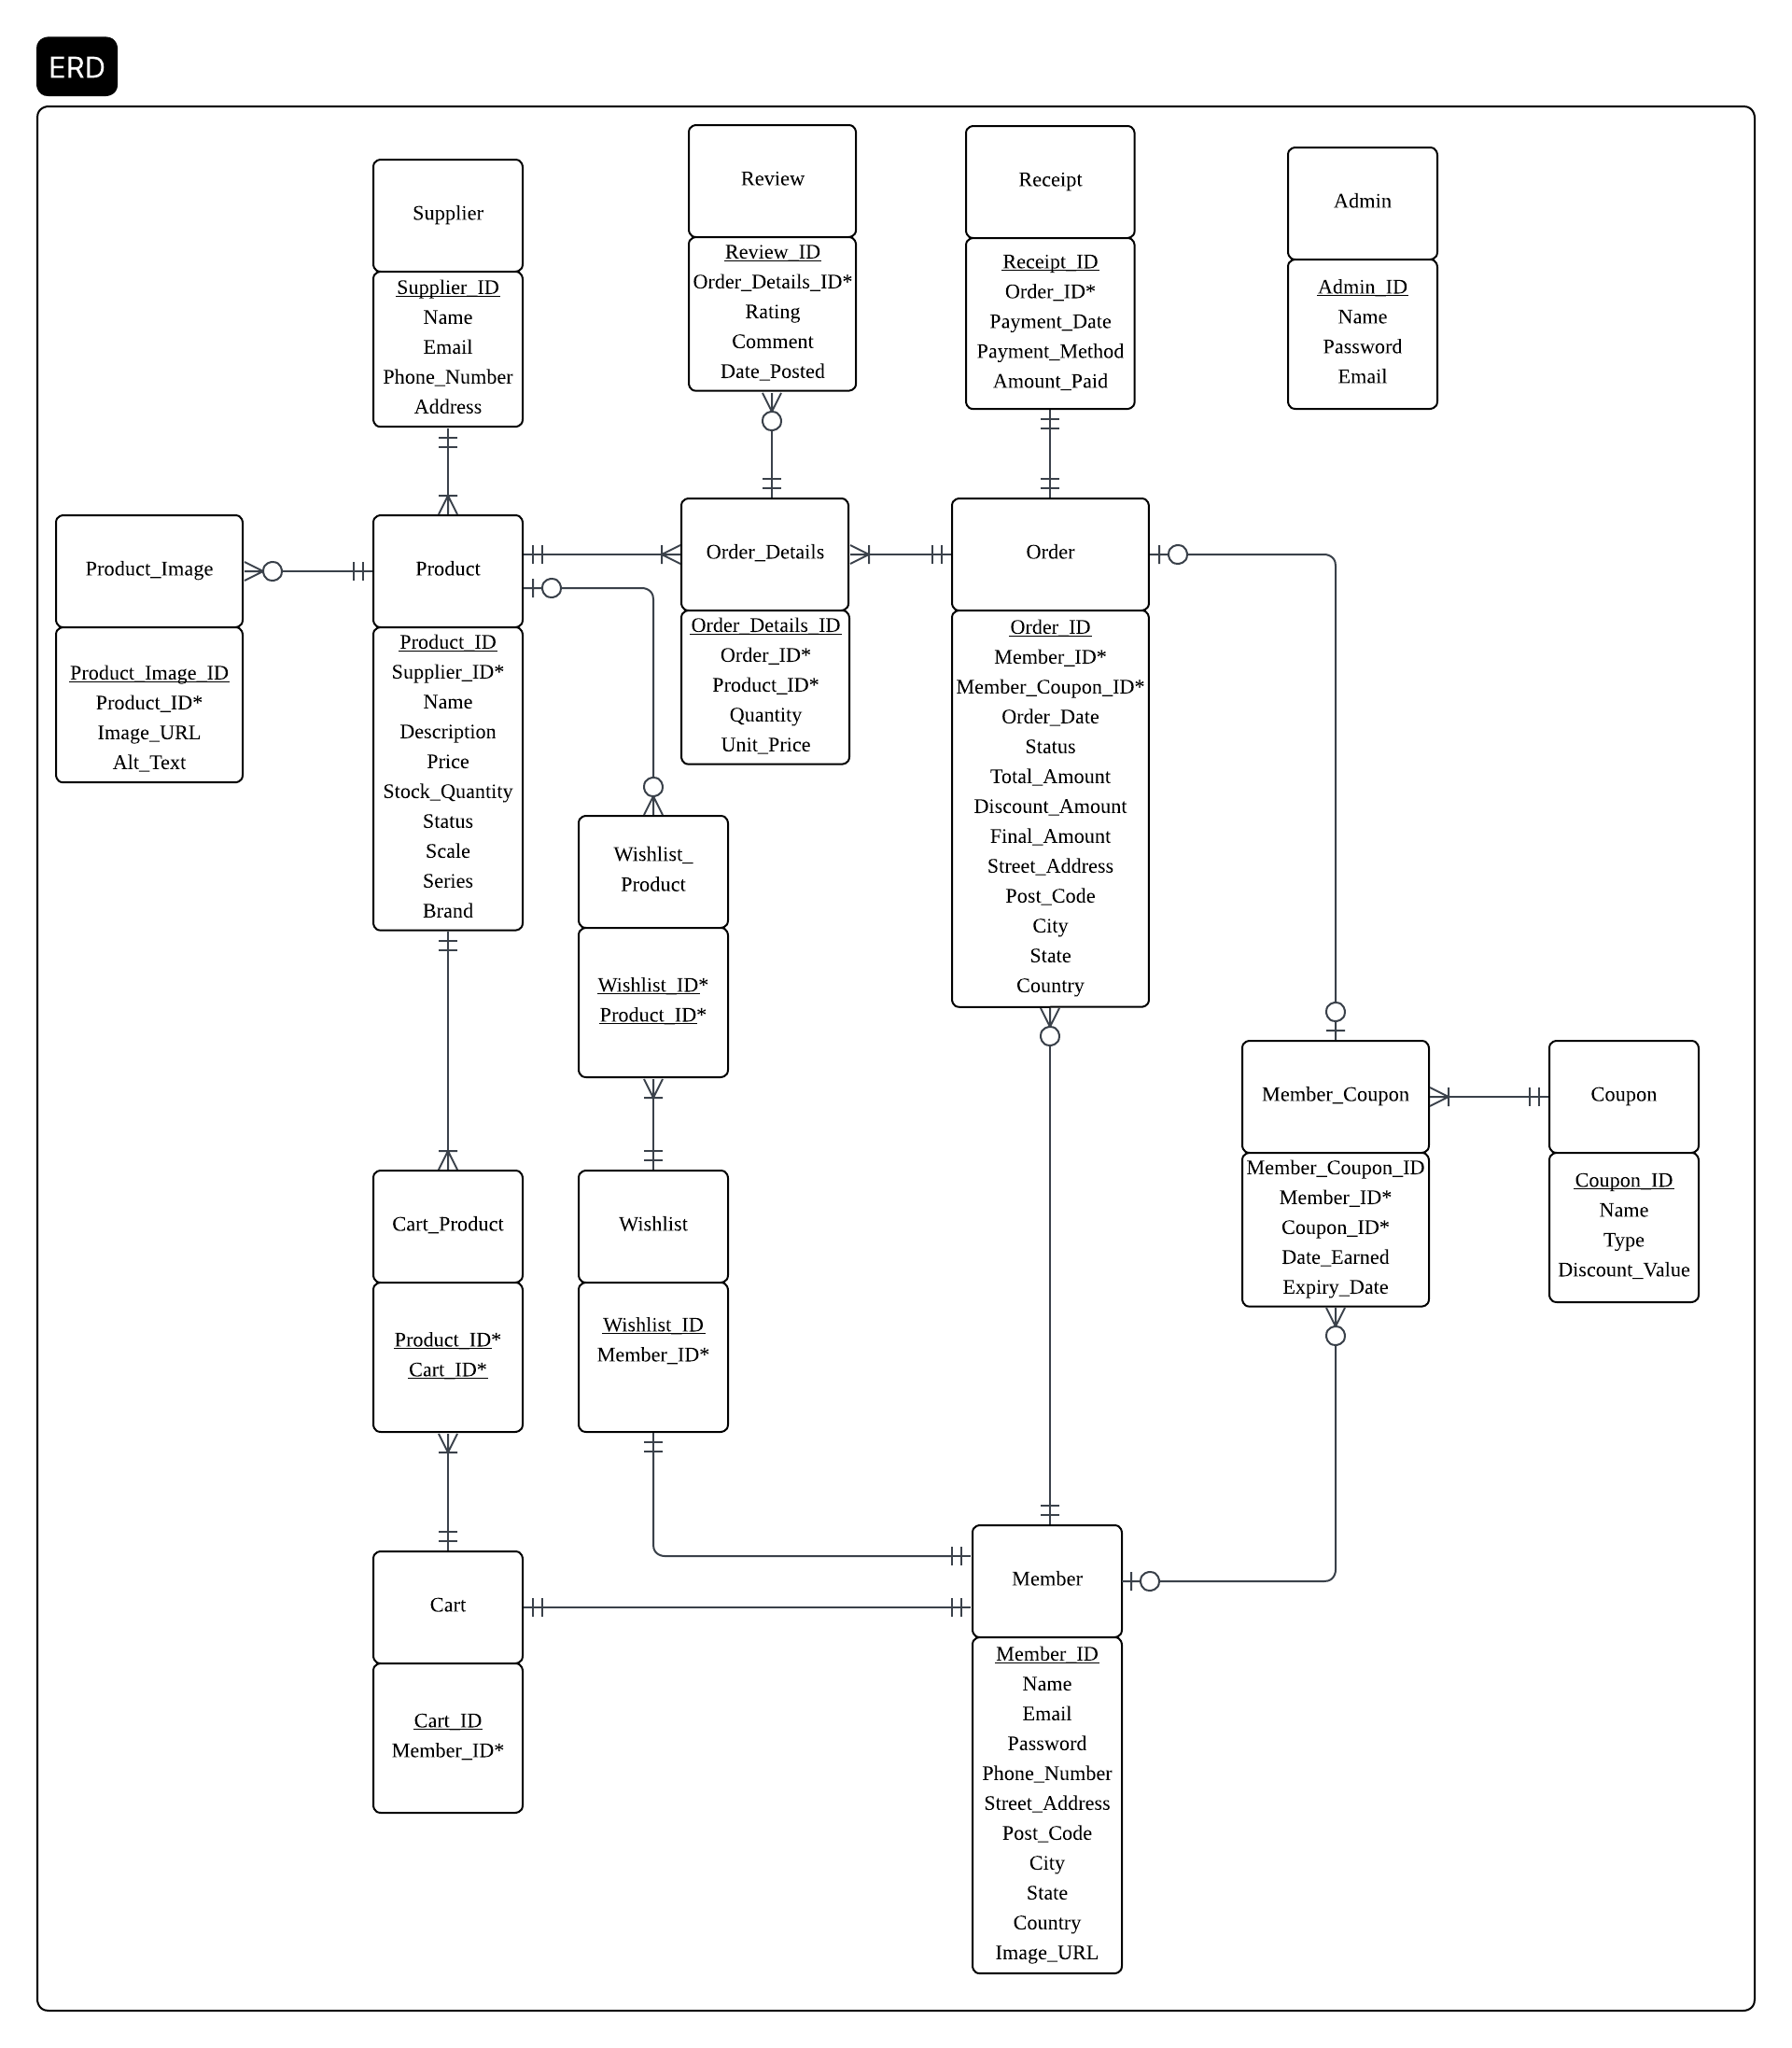 ERD
Supplier
Supplier_ID
Name
Email
Phone_Number
Address
Review
Review_ID
Order_Details_ID*
Rating
Comment
Date_Posted
Receipt
Receipt_ID
Order_ID*
Payment_Date
Payment_Method
Amount_Paid
Admin
Admin_ID
Name
Password
Email
Product_Image
Product_Image_ID
Product_ID*
Image_URL
Alt_Text
Product
Product_ID
Supplier_ID*
Name
Description
Price
Stock_Quantity
Status
Scale
Series
Brand
Order_Details
Order_Details_ID
Order_ID*
Product_ID*
Quantity
Unit_Price
Order
Order_ID
Member_ID*
Member_Coupon_ID*
Order_Date
Status
Total_Amount
Discount_Amount
Final_Amount
Street_Address
Post_Code
City
State
Country
Wishlist_
Product
Wishlist_ID*
Product_ID*
Member_Coupon
Member_Coupon_ID
Member_ID*
Coupon_ID*
Date_Earned
Expiry_Date
Coupon
Coupon_ID
Name
Type
Discount_Value
Cart_Product
Product_ID*
Cart_ID*
Wishlist
Wishlist_ID
Member_ID*
Cart
Cart_ID
Member_ID*
Member
Member_ID
Name
Email
Password
Phone_Number
Street_Address
Post_Code
City
State
Country
Image_URL